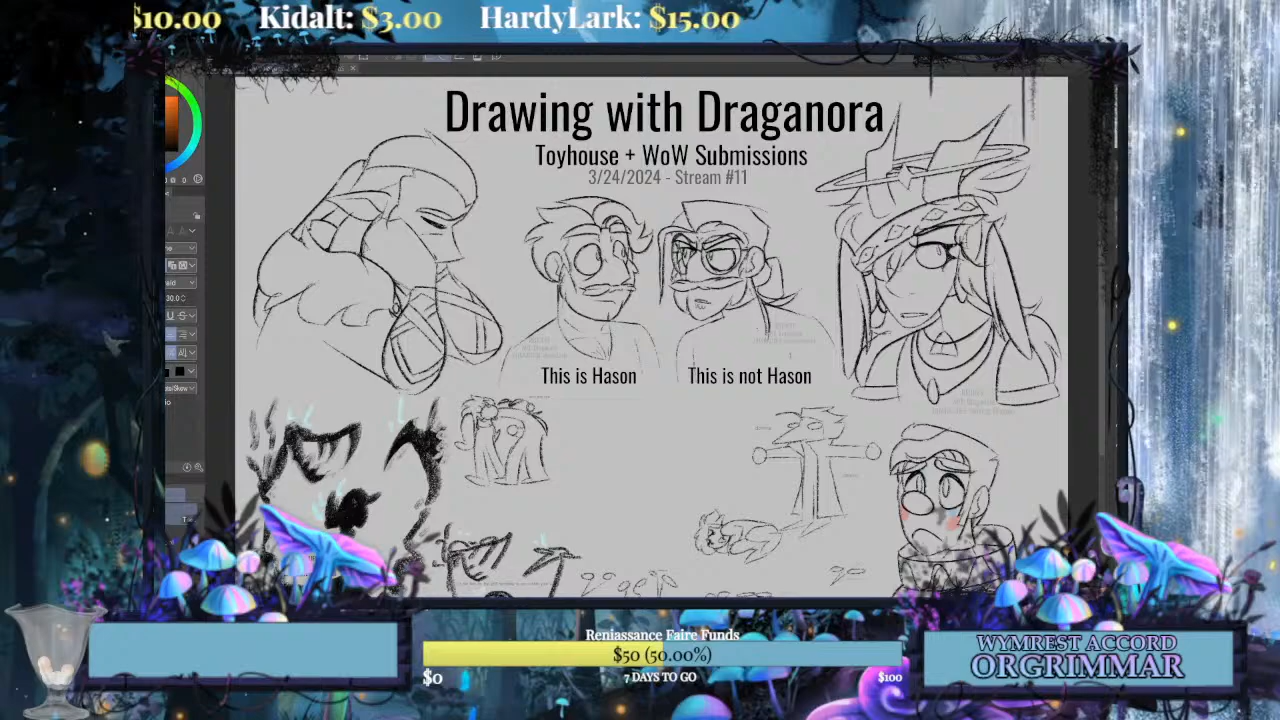 $10.00 Kidalt: $3.00 HardyLark: $15.00
Drawing with Draganora
Toyhouse + WoW Submissions
3/24/2024 - Stream #11
This is Hason
This is not Hason
Reniassance Faire Funds
$50 (50.00%)
$0
7 DAYS TO GO
$100
WYMREST ACCORD
ORGRIMMAR